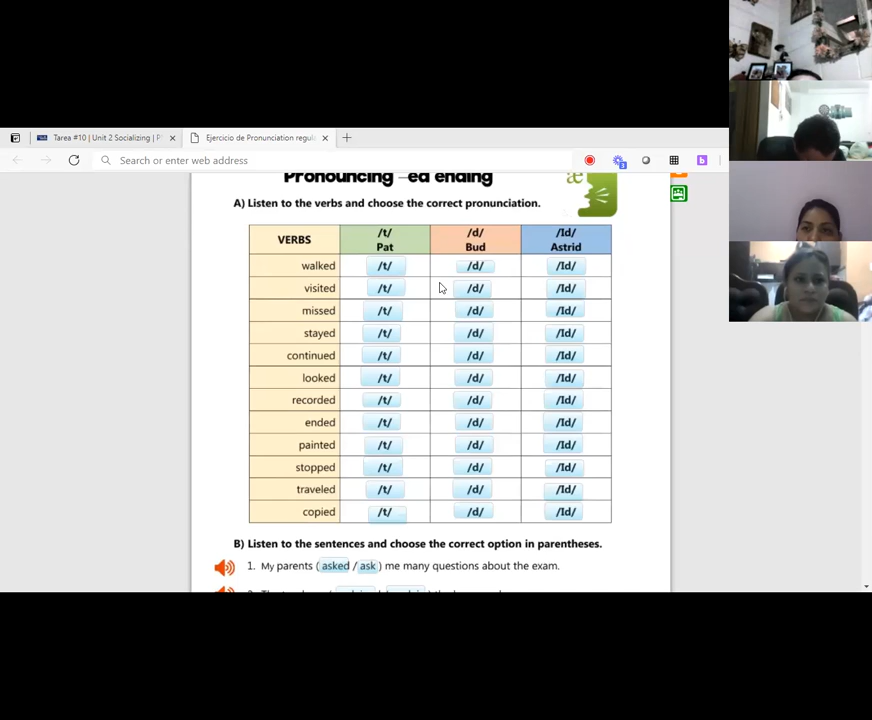 Tarea #10 | Unit 2 Socializing | P
Ejercicio de Pronunciation regul
Search or enter web address
Pronouncing –ed ending
æ
A) Listen to the verbs and choose the correct pronunciation.
VERBS /t/ Pat /d/ Bud /Id/ Astrid
walked /t/ /d/ /Id/
visited /t/ /d/ /Id/
missed /t/ /d/ /Id/
stayed /t/ /d/ /Id/
continued /t/ /d/ /Id/
looked /t/ /d/ /Id/
recorded /t/ /d/ /Id/
ended /t/ /d/ /Id/
painted /t/ /d/ /Id/
stopped /t/ /d/ /Id/
traveled /t/ /d/ /Id/
copied /t/ /d/ /Id/
B) Listen to the sentences and choose the correct option in parentheses.
1. My parents ( asked / ask ) me many questions about the exam.